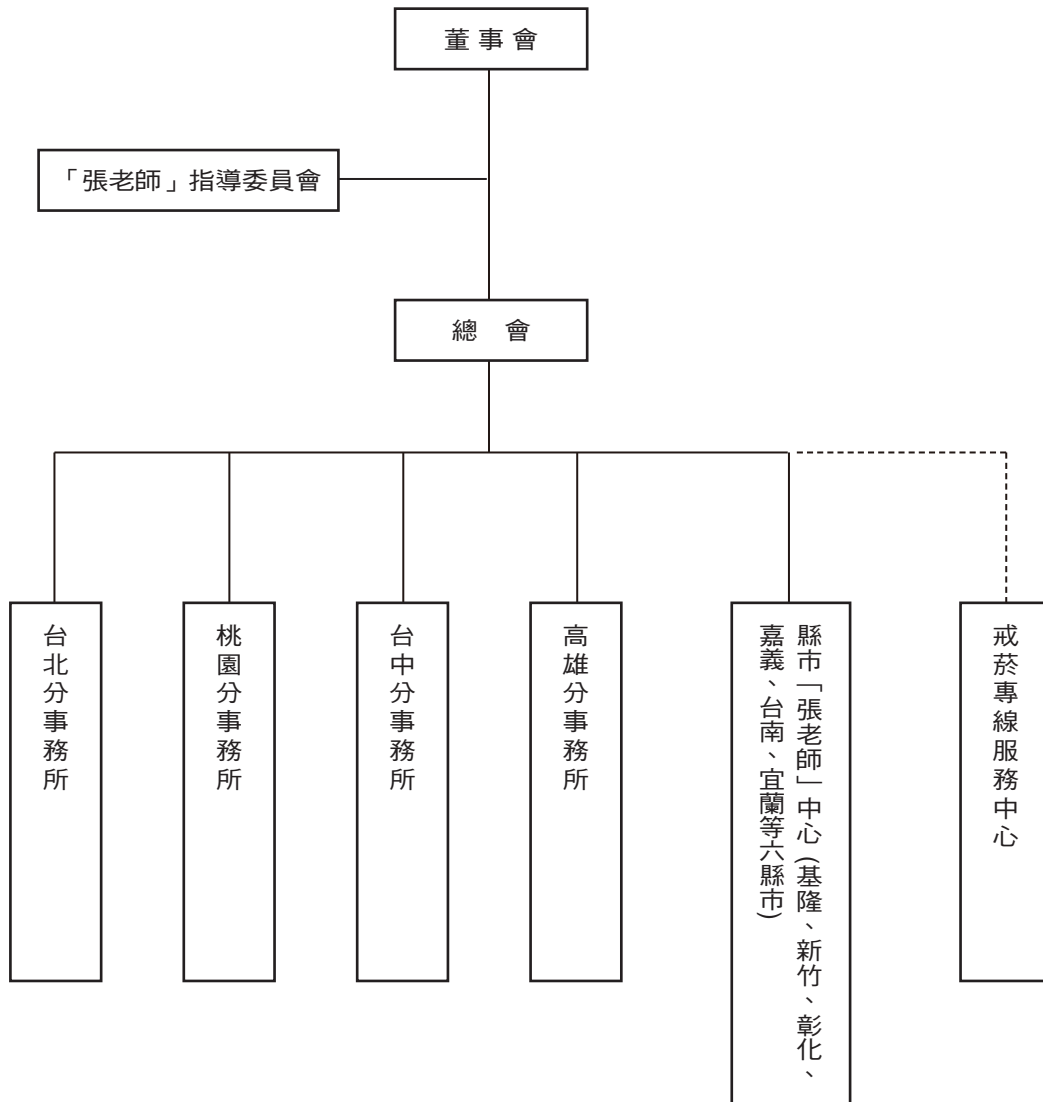 董事會
「張老師」指導委員會
總 會
台北分事務所
桃園分事務所
台中分事務所
高雄分事務所
縣市「張老師」中心(基隆、新竹、彰化、
嘉義、台南、宜蘭等六縣市)
戒菸專線服務中心